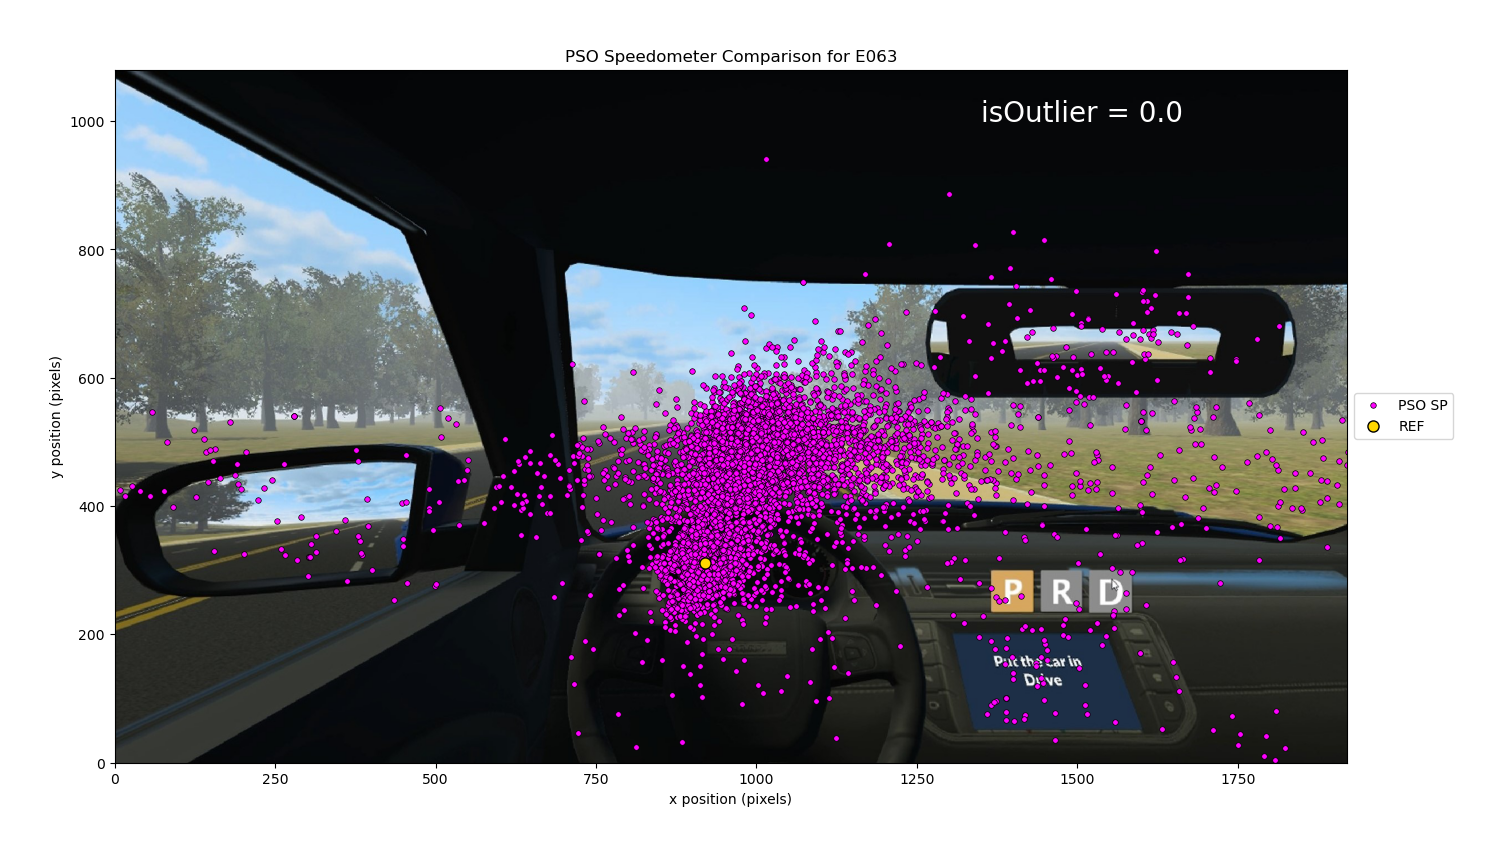 PSO Speedometer Comparison for E063
isOutlier = 0.0
1000
800
600
400
200
0
y position (pixels)
0 250 500 750 1000 1250 1500 1750
x position (pixels)
PSO SP
REF
P R D
Put the car in
Drive